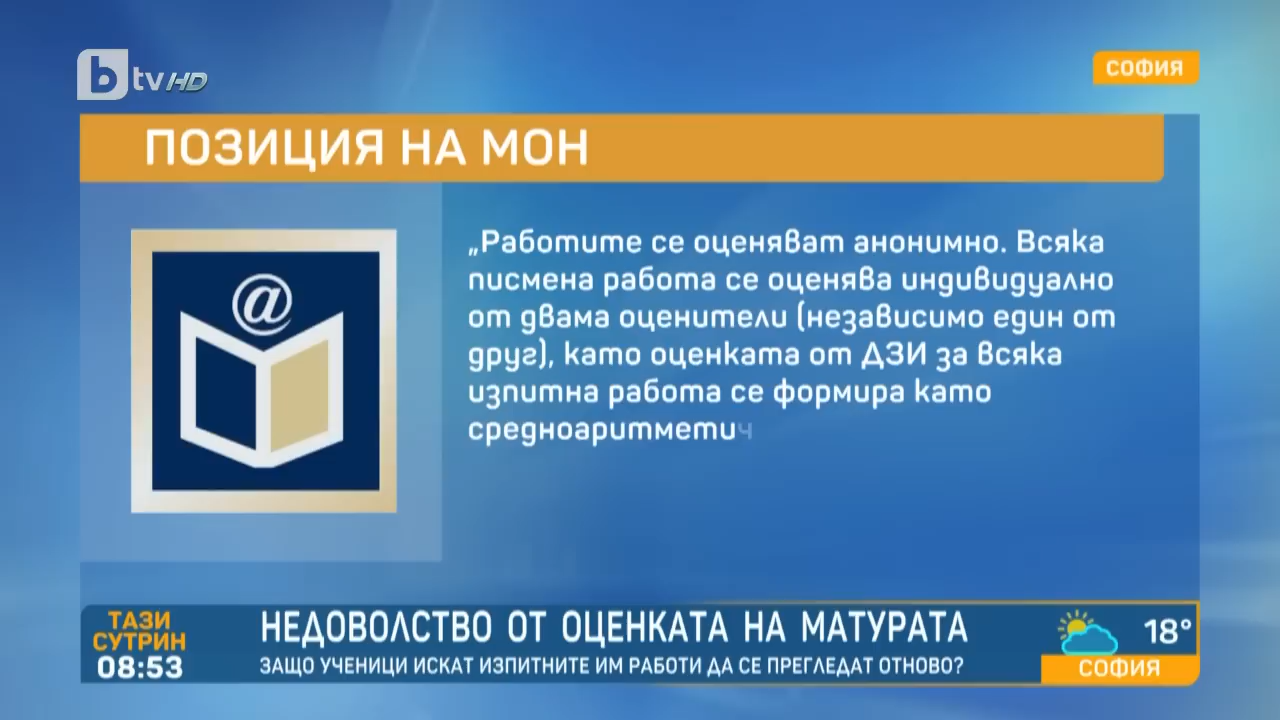 btv HD
СОФИЯ
ПОЗИЦИЯ НА МОН
@
„Работите се оценяват анонимно. Всяка
писмена работа се оценява индивидуално
от двама оценители (независимо един от
друг), като оценката от ДЗИ за всяка
изпитна работа се формира като
средноаритметич
ТАЗИ
СУТРИН
08:53
НЕДОВОЛСТВО ОТ ОЦЕНКАТА НА МАТУРАТА
ЗАЩО УЧЕНИЦИ ИСКАТ ИЗПИТНИТЕ ИМ РАБОТИ ДА СЕ ПРЕГЛЕДАТ ОТНОВО?
18°
СОФИЯ